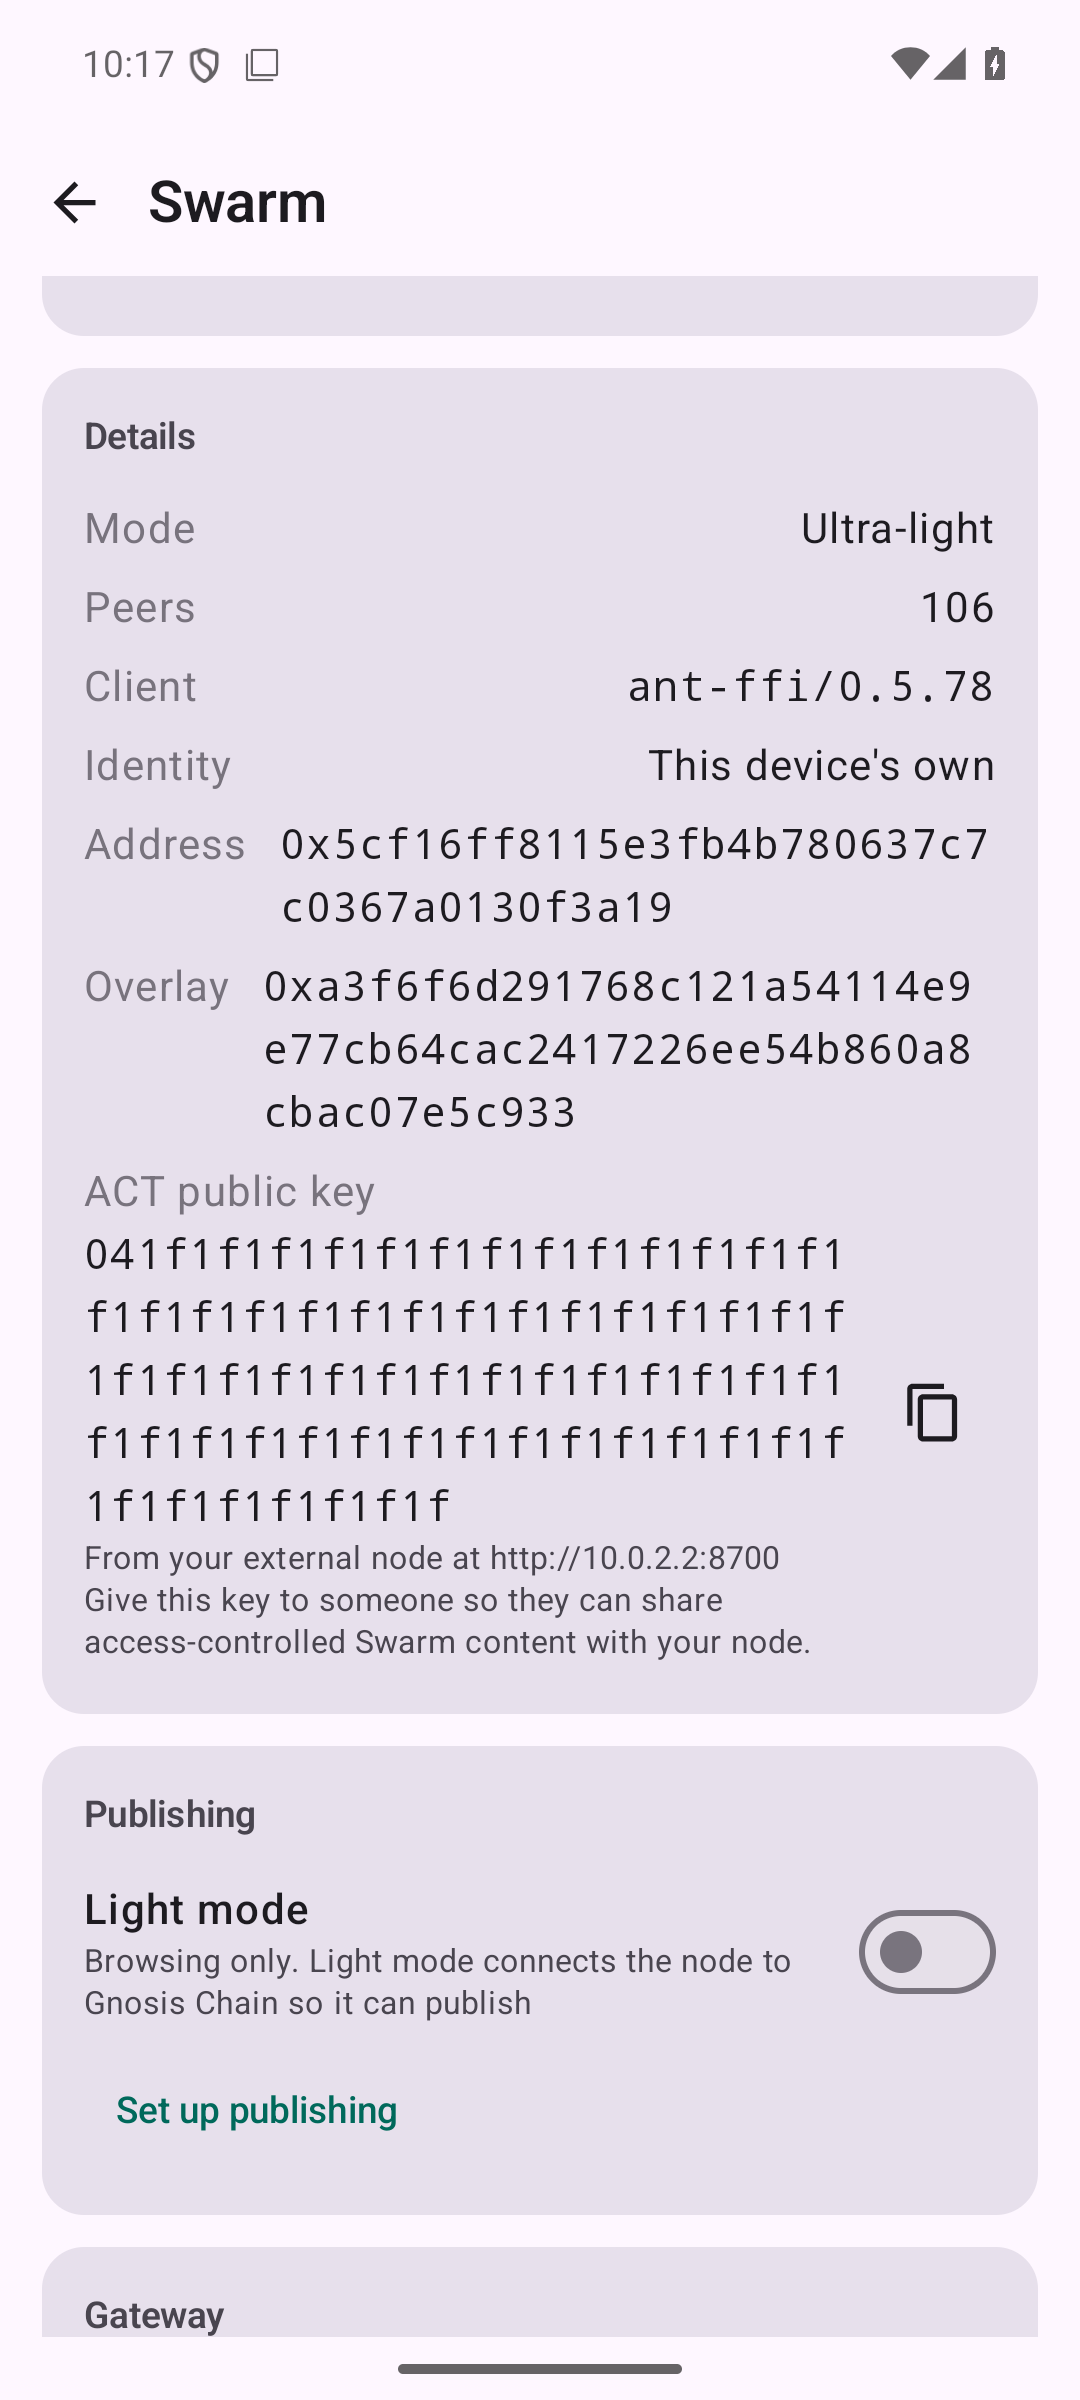 10:17
Swarm
Details
Mode Ultra-light
Peers 106
Client ant-ffi/0.5.78
Identity This device's own
Address 0x5cf16ff8115e3fb4b780637c7
c0367a0130f3a19
Overlay 0xa3f6f6d291768c121a54114e9
e77cb64cac2417226ee54b860a8
cbac07e5c933
ACT public key
041f1f1f1f1f1f1f1f1f1f1f1f1f1
f1f1f1f1f1f1f1f1f1f1f1f1f1f1f
1f1f1f1f1f1f1f1f1f1f1f1f1f1f1
f1f1f1f1f1f1f1f1f1f1f1f1f1f1f
1f1f1f1f1f1f1f
From your external node at http://10.0.2.2:8700
Give this key to someone so they can share
access-controlled Swarm content with your node.
Publishing
Light mode
Browsing only. Light mode connects the node to
Gnosis Chain so it can publish
Set up publishing
Gateway